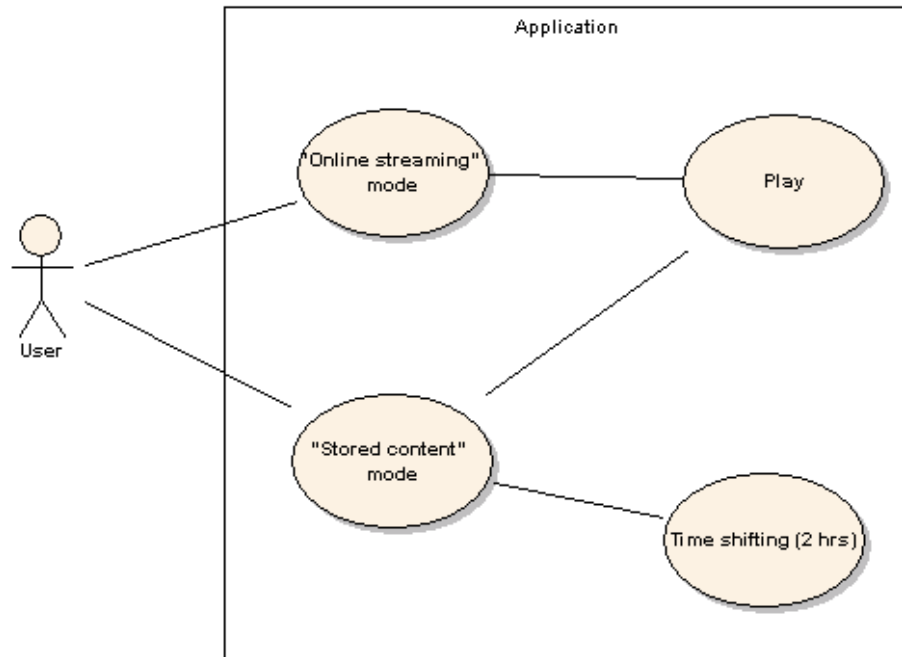 Application
"Online streaming"
mode
Play
User
"Stored content"
mode
Time shifting (2 hrs)